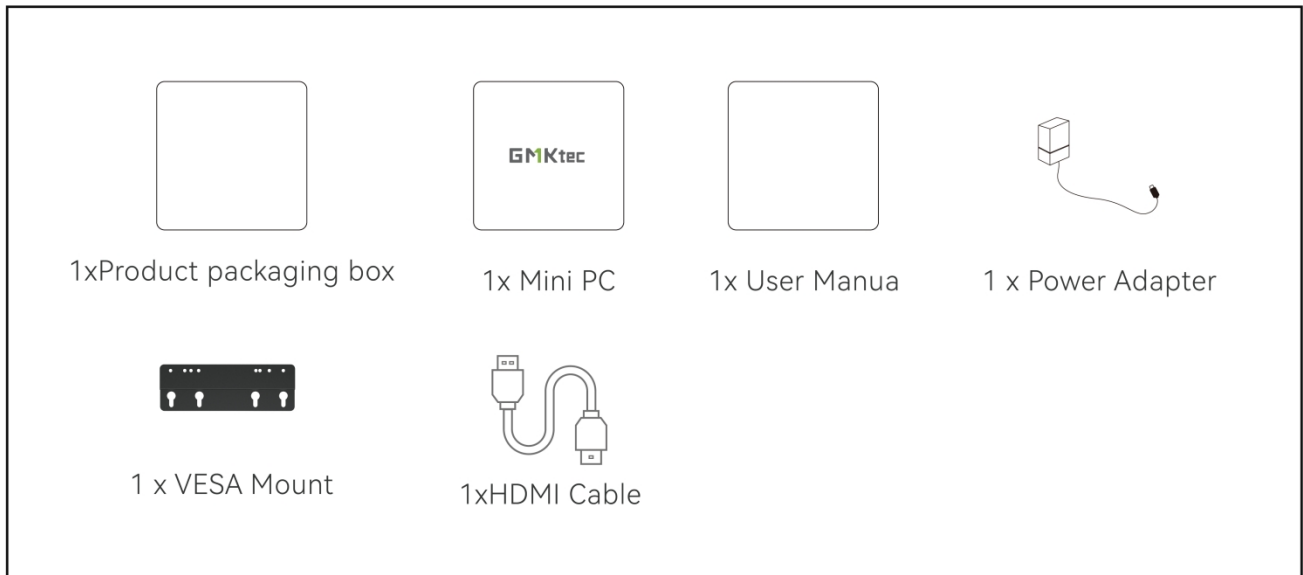 GMKtec
1xProduct packaging box
1x Mini PC
1x User Manua
1 x Power Adapter
1 x VESA Mount
1xHDMI Cable